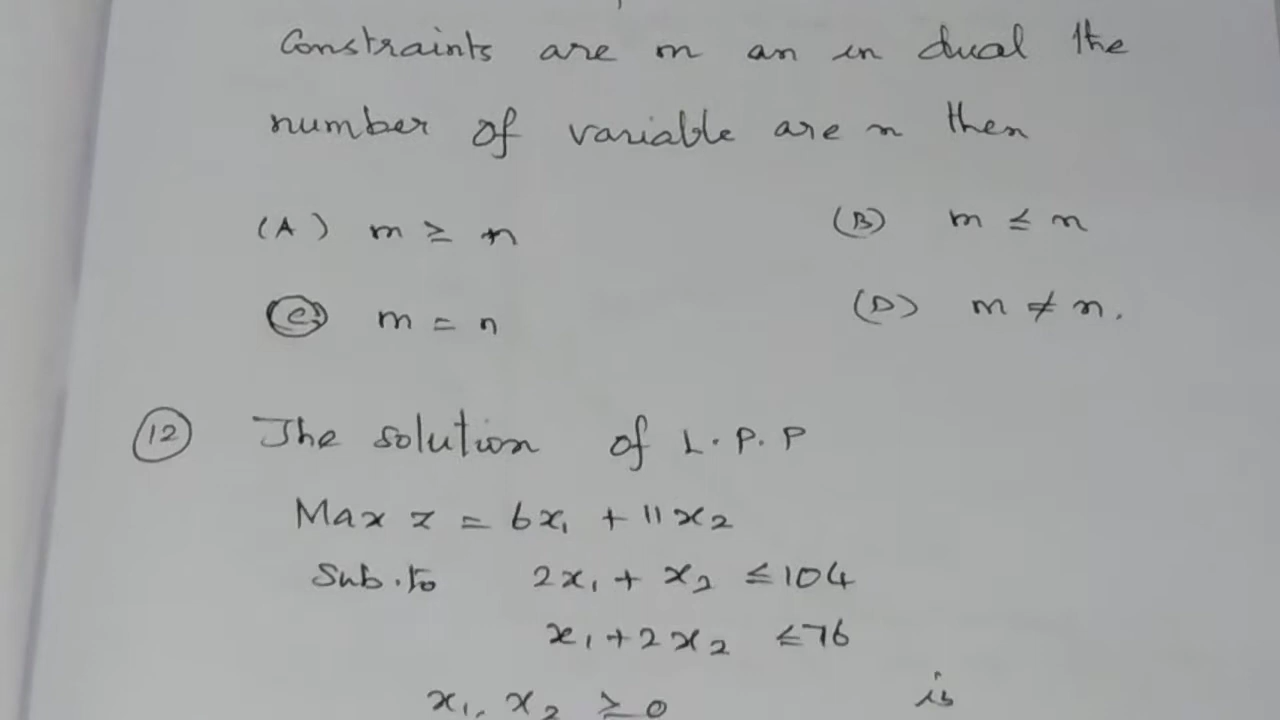 Constraints are m an in dual the
number of variable are n then
(A) m ≥ n (B) m ≤ n
(C) m = n (D) m ≠ n.
(12) The solution of L.P.P
Max z = 6x₁ + 11x₂
Sub.to 2x₁ + x₂ ≤ 104
x₁ + 2x₂ ≤ 76
x₁, x₂ ≥ 0 is